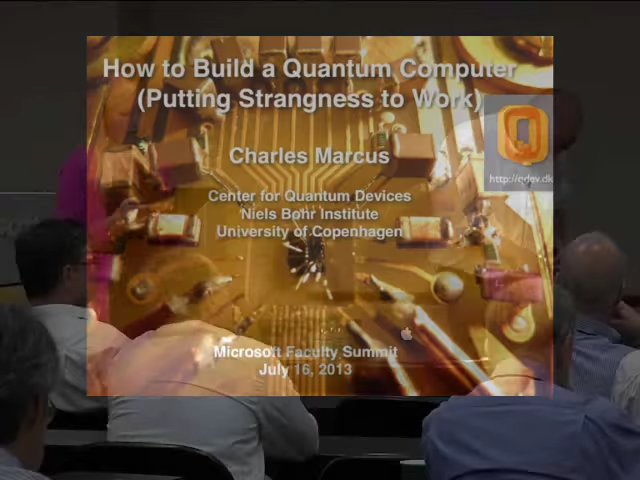 How to Build a Quantum Computer
(Putting Strangness to Work)
Charles Marcus
Center for Quantum Devices
Niels Bohr Institute
University of Copenhagen
Q
http://qdev.dk
Microsoft Faculty Summit
July 16, 2013